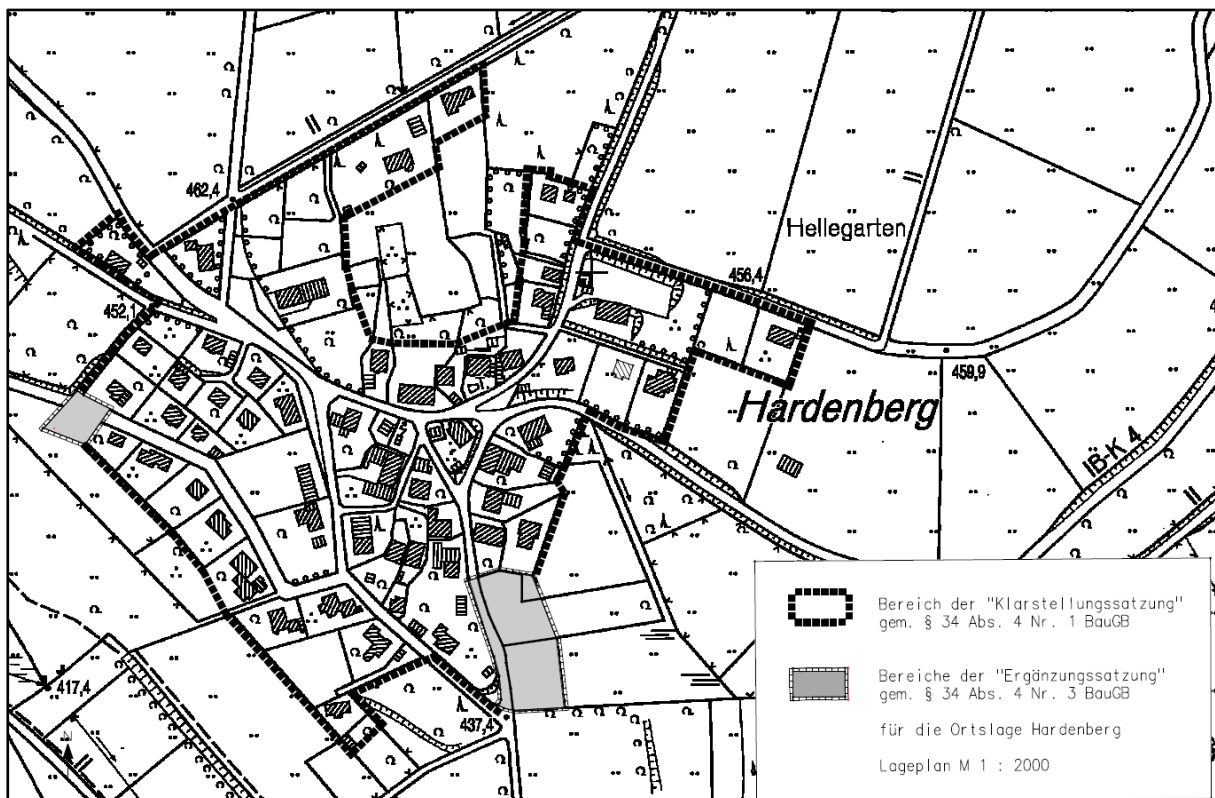 462,4
Hellegarten
456,4
452,1
459,9
Hardenberg
IB-K 4
417,4
437,4
N
Bereich der "Klarstellungssatzung"
gem. § 34 Abs. 4 Nr. 1 BauGB
Bereiche der "Ergänzungssatzung"
gem. § 34 Abs. 4 Nr. 3 BauGB
für die Ortslage Hardenberg
Lageplan M 1 : 2000